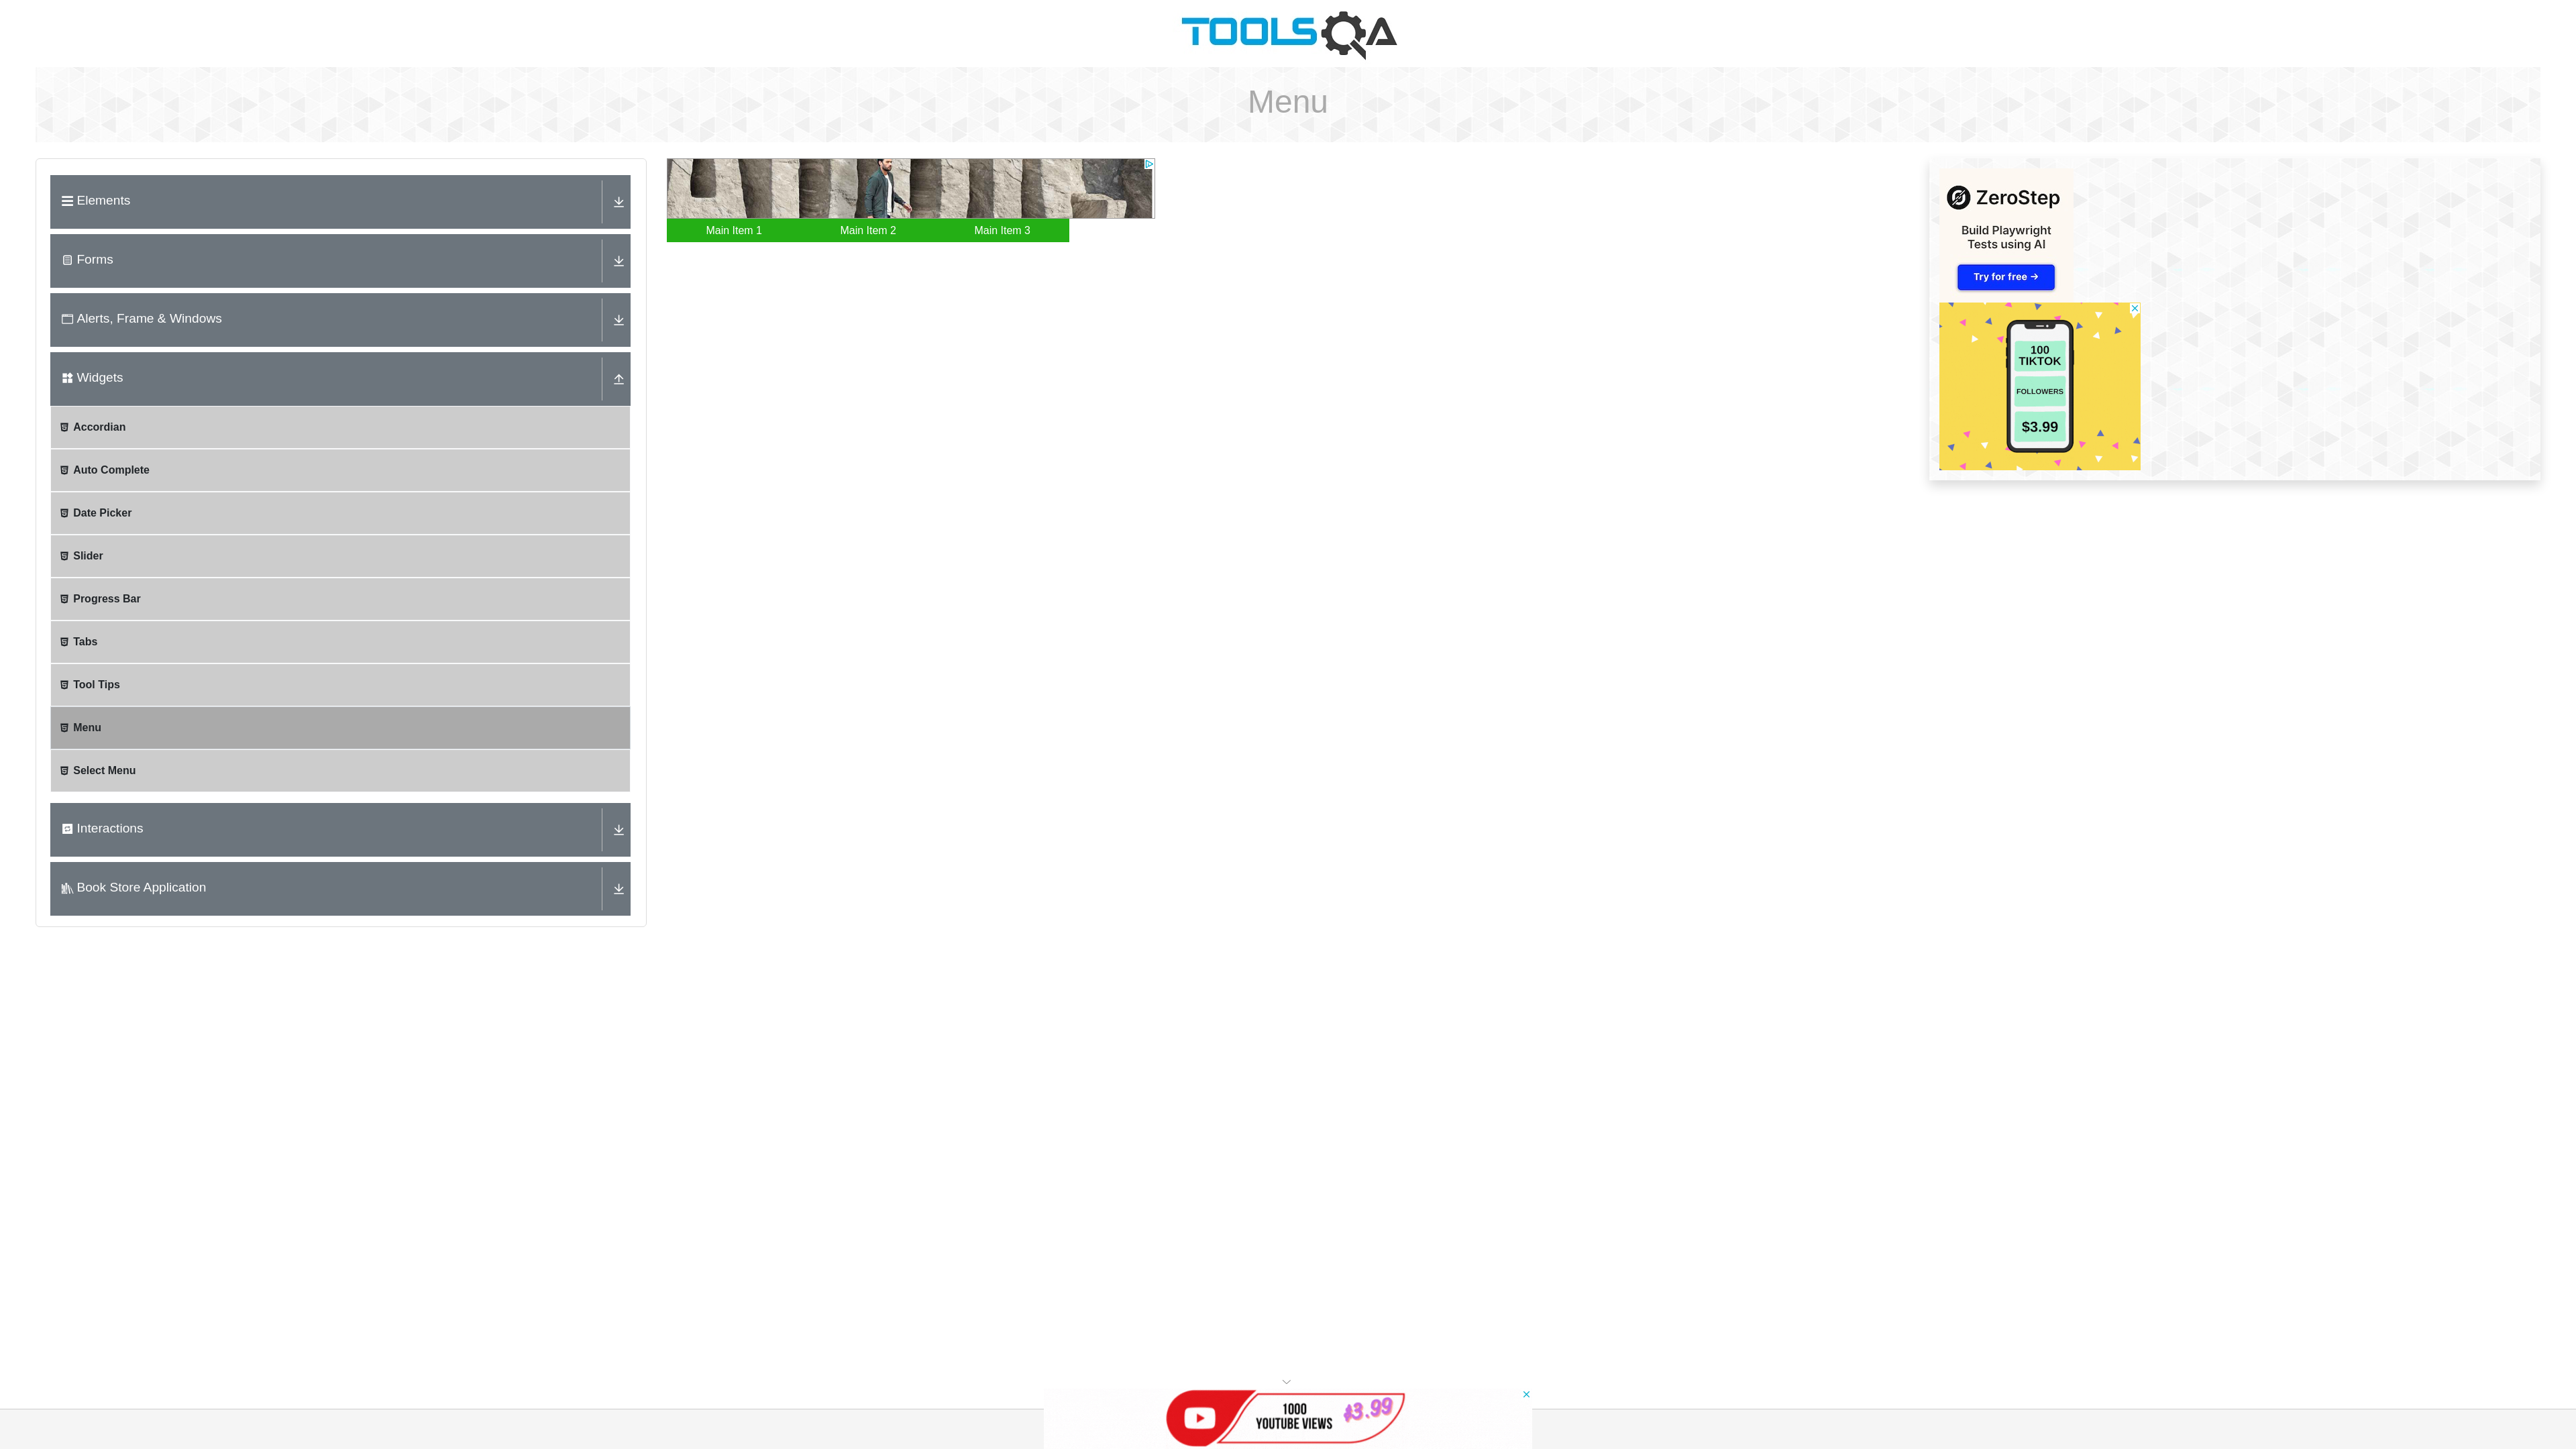 TOOLSQA
Menu
Elements
Forms
Alerts, Frame & Windows
Widgets
Accordian
Auto Complete
Date Picker
Slider
Progress Bar
Tabs
Tool Tips
Menu
Select Menu
Interactions
Book Store Application
Main Item 1
Main Item 2
Main Item 3
ZeroStep
Build Playwright
Tests using AI
Try for free →
100
TIKTOK
FOLLOWERS
$3.99
1000
YOUTUBE VIEWS
$3.99